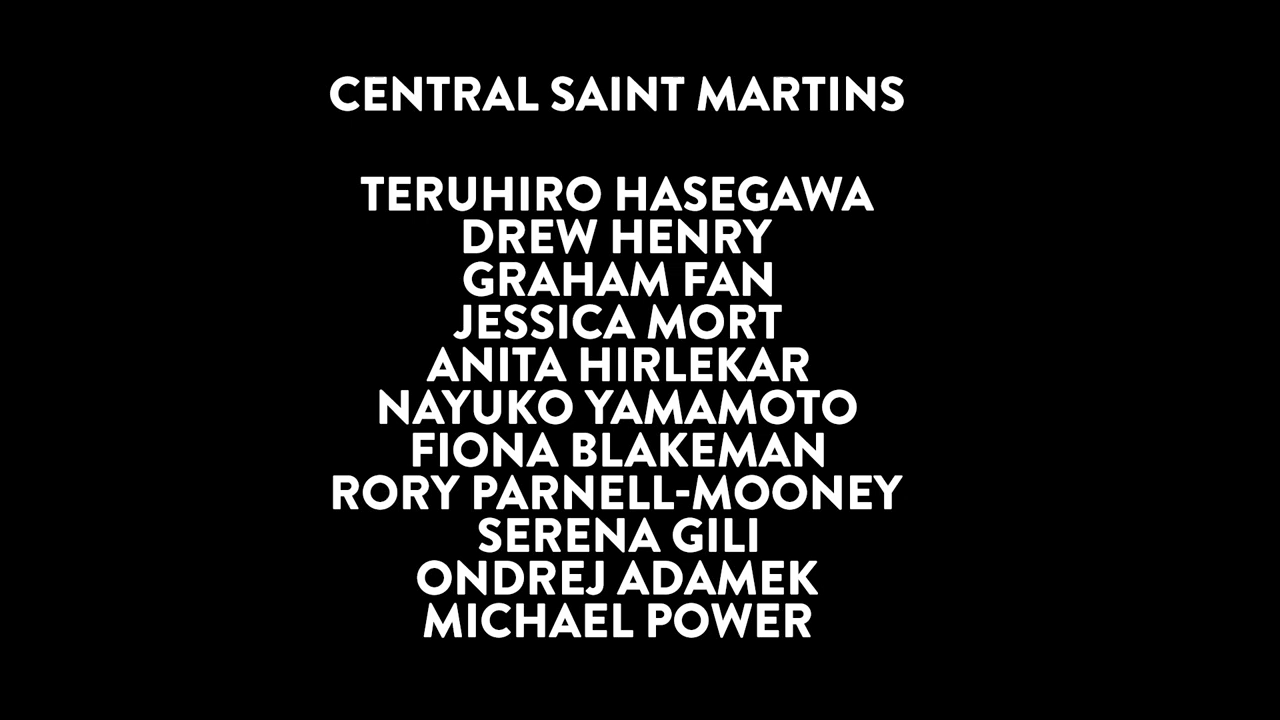 CENTRAL SAINT MARTINS
TERUHIRO HASEGAWA
DREW HENRY
GRAHAM FAN
JESSICA MORT
ANITA HIRLEKAR
NAYUKO YAMAMOTO
FIONA BLAKEMAN
RORY PARNELL-MOONEY
SERENA GILI
ONDREJ ADAMEK
MICHAEL POWER